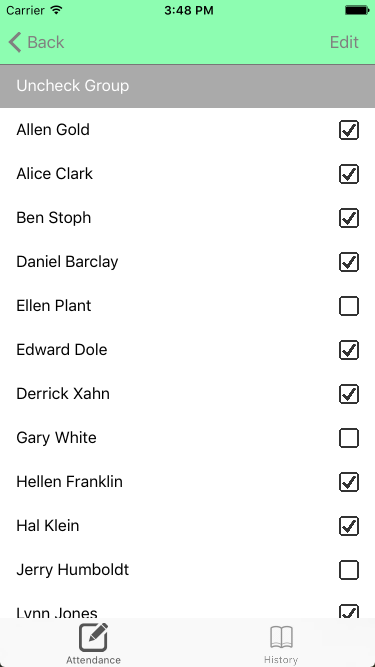 Carrier 3:48 PM
Back Edit
Uncheck Group
Allen Gold
Alice Clark
Ben Stoph
Daniel Barclay
Ellen Plant
Edward Dole
Derrick Xahn
Gary White
Hellen Franklin
Hal Klein
Jerry Humboldt
Lynn Jones
Attendance History